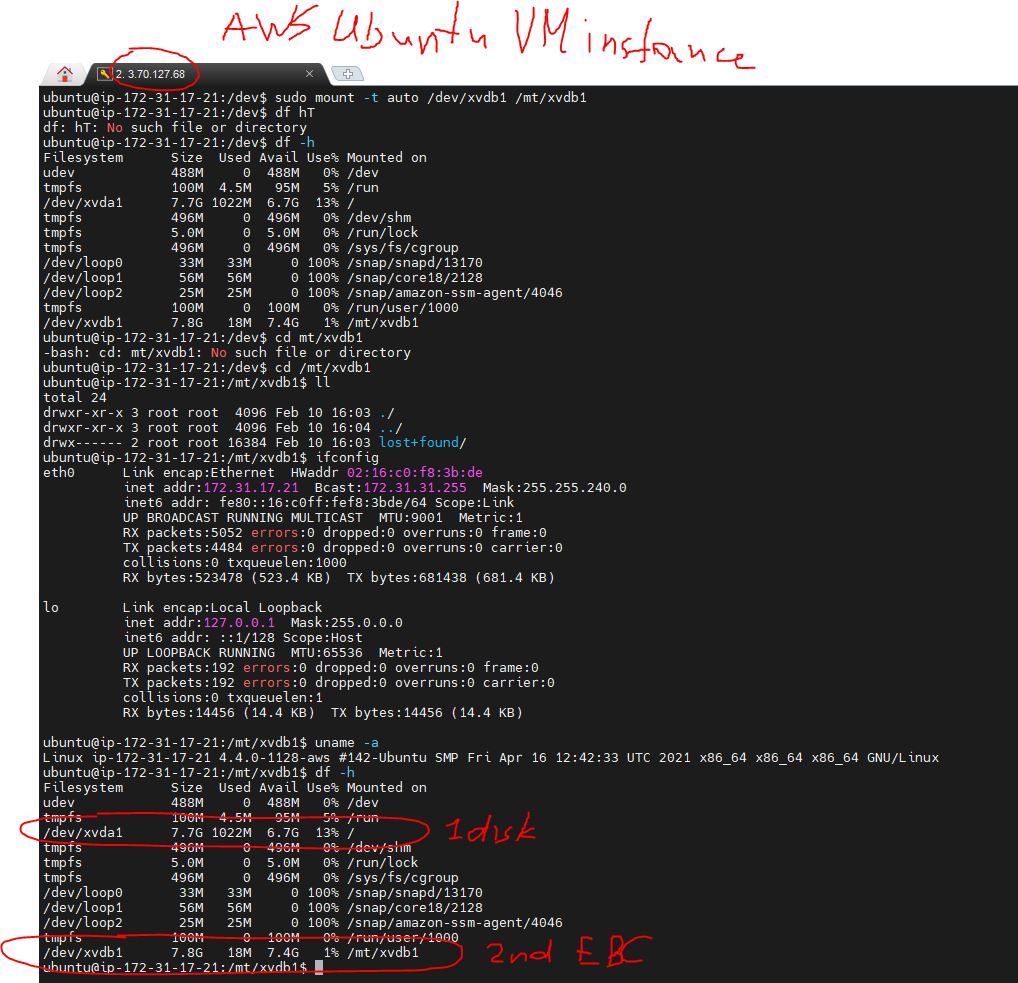 AWS Ubuntu VM instance
2. 3.70.127.68
ubuntu@ip-172-31-17-21:/dev$ sudo mount -t auto /dev/xvdb1 /mt/xvdb1
ubuntu@ip-172-31-17-21:/dev$ df hT
df: hT: No such file or directory
ubuntu@ip-172-31-17-21:/dev$ df -h
Filesystem      Size  Used Avail Use% Mounted on
udev            488M     0  488M   0% /dev
tmpfs           100M  4.5M   95M   5% /run
/dev/xvda1      7.7G 1022M  6.7G  13% /
tmpfs           496M     0  496M   0% /dev/shm
tmpfs           5.0M     0  5.0M   0% /run/lock
tmpfs           496M     0  496M   0% /sys/fs/cgroup
/dev/loop0       33M   33M     0 100% /snap/snapd/13170
/dev/loop1       56M   56M     0 100% /snap/core18/2128
/dev/loop2       25M   25M     0 100% /snap/amazon-ssm-agent/4046
tmpfs           100M     0  100M   0% /run/user/1000
/dev/xvdb1      7.8G   18M  7.4G   1% /mt/xvdb1
ubuntu@ip-172-31-17-21:/dev$ cd mt/xvdb1
-bash: cd: mt/xvdb1: No such file or directory
ubuntu@ip-172-31-17-21:/dev$ cd /mt/xvdb1
ubuntu@ip-172-31-17-21:/mt/xvdb1$ ll
total 24
drwxr-xr-x 3 root root  4096 Feb 10 16:03 ./
drwxr-xr-x 3 root root  4096 Feb 10 16:04 ../
drwx------ 2 root root 16384 Feb 10 16:03 lost+found/
ubuntu@ip-172-31-17-21:/mt/xvdb1$ ifconfig
eth0      Link encap:Ethernet  HWaddr 02:16:c0:f8:3b:de
          inet addr:172.31.17.21  Bcast:172.31.31.255  Mask:255.255.240.0
          inet6 addr: fe80::16:c0ff:fef8:3bde/64 Scope:Link
          UP BROADCAST RUNNING MULTICAST  MTU:9001  Metric:1
          RX packets:5052 errors:0 dropped:0 overruns:0 frame:0
          TX packets:4484 errors:0 dropped:0 overruns:0 carrier:0
          collisions:0 txqueuelen:1000
          RX bytes:523478 (523.4 KB)  TX bytes:681438 (681.4 KB)
lo        Link encap:Local Loopback
          inet addr:127.0.0.1  Mask:255.0.0.0
          inet6 addr: ::1/128 Scope:Host
          UP LOOPBACK RUNNING  MTU:65536  Metric:1
          RX packets:192 errors:0 dropped:0 overruns:0 frame:0
          TX packets:192 errors:0 dropped:0 overruns:0 carrier:0
          collisions:0 txqueuelen:1
          RX bytes:14456 (14.4 KB)  TX bytes:14456 (14.4 KB)
ubuntu@ip-172-31-17-21:/mt/xvdb1$ uname -a
Linux ip-172-31-17-21 4.4.0-1128-aws #142-Ubuntu SMP Fri Apr 16 12:42:33 UTC 2021 x86_64 x86_64 x86_64 GNU/Linux
ubuntu@ip-172-31-17-21:/mt/xvdb1$ df -h
Filesystem      Size  Used Avail Use% Mounted on
udev            488M     0  488M   0% /dev
tmpfs           100M  4.5M   95M   5% /run
/dev/xvda1      7.7G 1022M  6.7G  13% / 1 disk
tmpfs           496M     0  496M   0% /dev/shm
tmpfs           5.0M     0  5.0M   0% /run/lock
tmpfs           496M     0  496M   0% /sys/fs/cgroup
/dev/loop0       33M   33M     0 100% /snap/snapd/13170
/dev/loop1       56M   56M     0 100% /snap/core18/2128
/dev/loop2       25M   25M     0 100% /snap/amazon-ssm-agent/4046
tmpfs           100M     0  100M   0% /run/user/1000
/dev/xvdb1      7.8G   18M  7.4G   1% /mt/xvdb1 2nd EBC
ubuntu@ip-172-31-17-21:/mt/xvdb1$